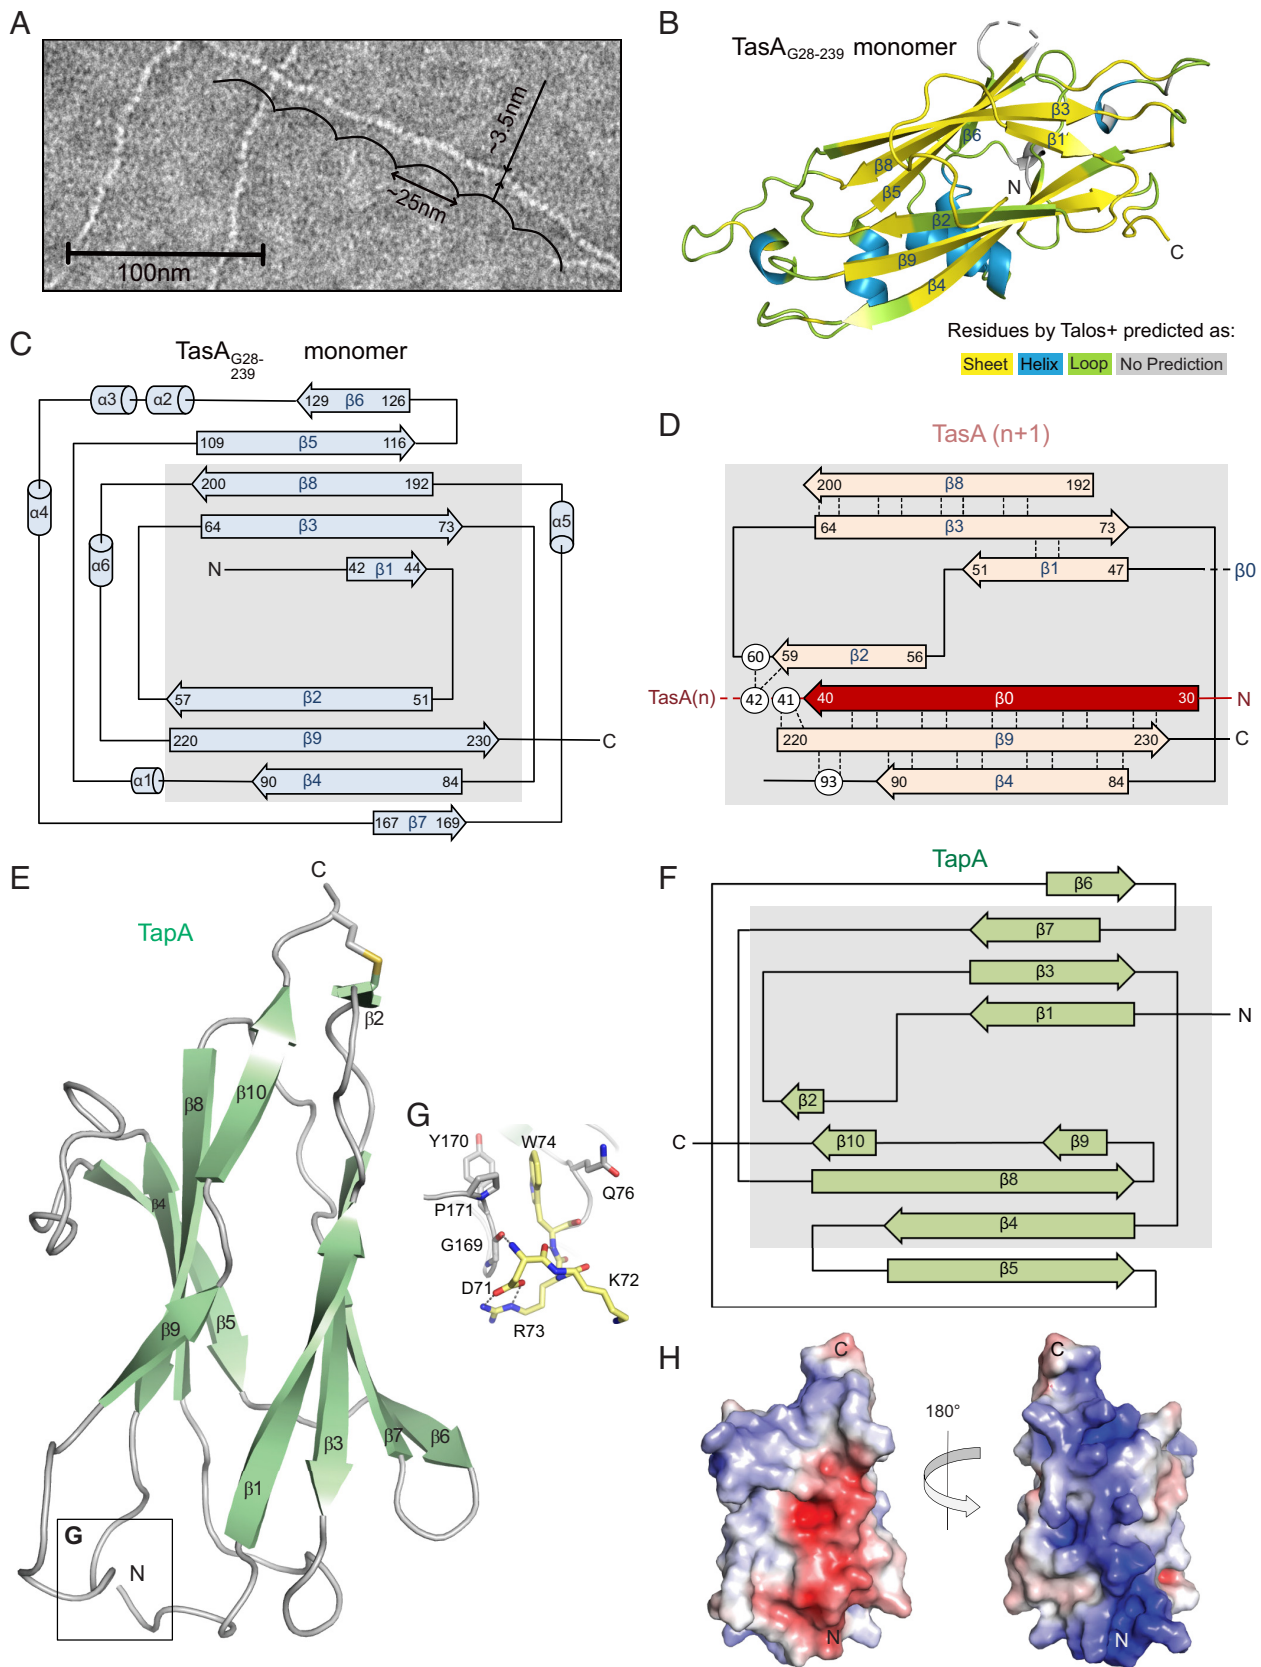 A
~3.5nm
~25nm
100nm
B
TasAG28-239 monomer
β3
β1′
β6
β8
β5
N
β2
β9
β4
C
Residues by Talos+ predicted as:
Sheet Helix Loop No Prediction
C
TasAG28-239 monomer
α3 α2 129 β6 126
109 β5 116
200 β8 192
α4 α5
64 β3 73
α6
N 42 β1 44
57 β2 51
220 β9 230 C
α1 90 β4 84
167 β7 169
D
TasA (n+1)
200 β8 192
64 β3 73
51 β1 47 β0
60 59 β2 56
TasA(n) 42 41 40 β0 30 N
220 β9 230 C
93 90 β4 84
E
TapA
C
β2
β8
β10
β4
β9
β5
β3
β7
β6
β1
G
N
F
TapA
β6
β7
β3
β1 N
β2
C β10 β9
β8
β4
β5
G
Y170
W74
Q76
P171
G169
D71
K72
R73
H
C
C
180°
N
N